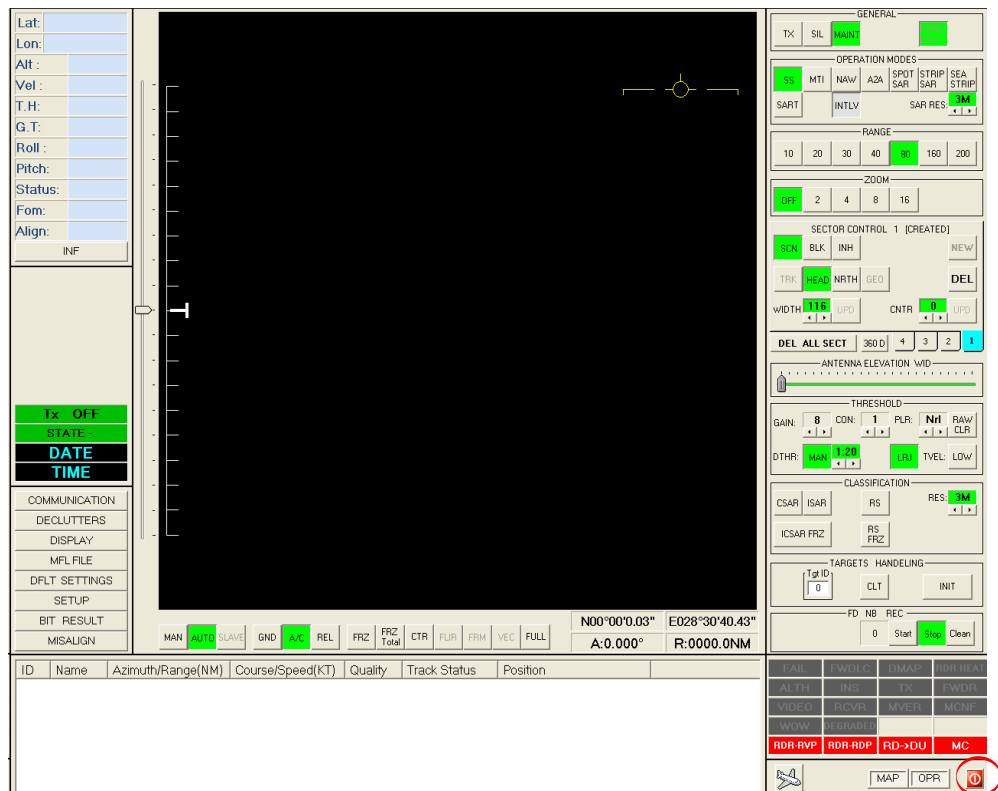 Lat:
Lon:
Alt :
Vel :
T.H:
G.T:
Roll :
Pitch:
Status:
Fom:
Align:
INF
Tx OFF
STATE -
DATE
TIME
COMMUNICATION
DECLUTTERS
DISPLAY
MFL FILE
DFLT SETTINGS
SETUP
BIT RESULT
MISALIGN
MAN AUTO SLAVE GND A/C REL FRZ FRZ Total CTR FLIR FRM VEC FULL
N00°00'0.03" E028°30'40.43"
A:0.000° R:0000.0NM
GENERAL
TX SIL MAINT
OPERATION MODES
SS MTI NAW A2A SPOT SAR STRIP SAR SEA STRIP
SART INTLV SAR RES: 3M
RANGE
10 20 30 40 80 160 200
ZOOM
OFF 2 4 8 16
SECTOR CONTROL 1 [CREATED]
SCN BLK INH NEW
TRK HEAD NRTH GEO DEL
WIDTH 116 UPD CNTR 0 UPD
DEL ALL SECT 360 D 4 3 2 1
ANTENNA ELEVATION WID
THRESHOLD
GAIN: 8 CON: 1 PLR: Nrl RAW CLR
DTHR: MAN 1:20 LRJ TVEL: LOW
CLASSIFICATION
CSAR ISAR RS RES: 3M
ICSAR FRZ RS FRZ
TARGETS HANDELING
Tgt ID
0 CLT INIT
FD NB REC
0 Start Stop Clean
ID Name Azimuth/Range(NM) Course/Speed(KT) Quality Track Status Position
FAIL FWDLC DMAP RDR HEAT
ALTH INS TX FWDR
VIDEO RCVR MVER MCNF
WOW DEGRADED
RDR-RVP RDR-RDP RD->DU MC
MAP OPR